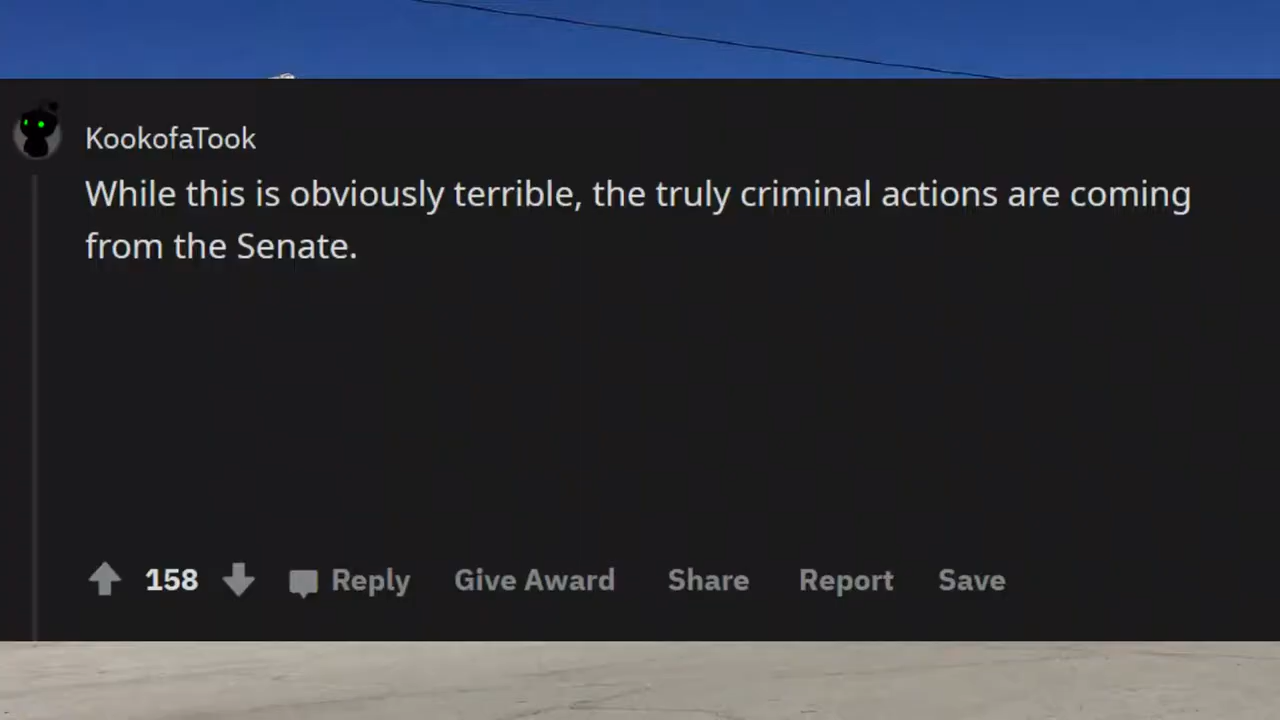 KookofaTook
While this is obviously terrible, the truly criminal actions are coming
from the Senate.
158 Reply Give Award Share Report Save